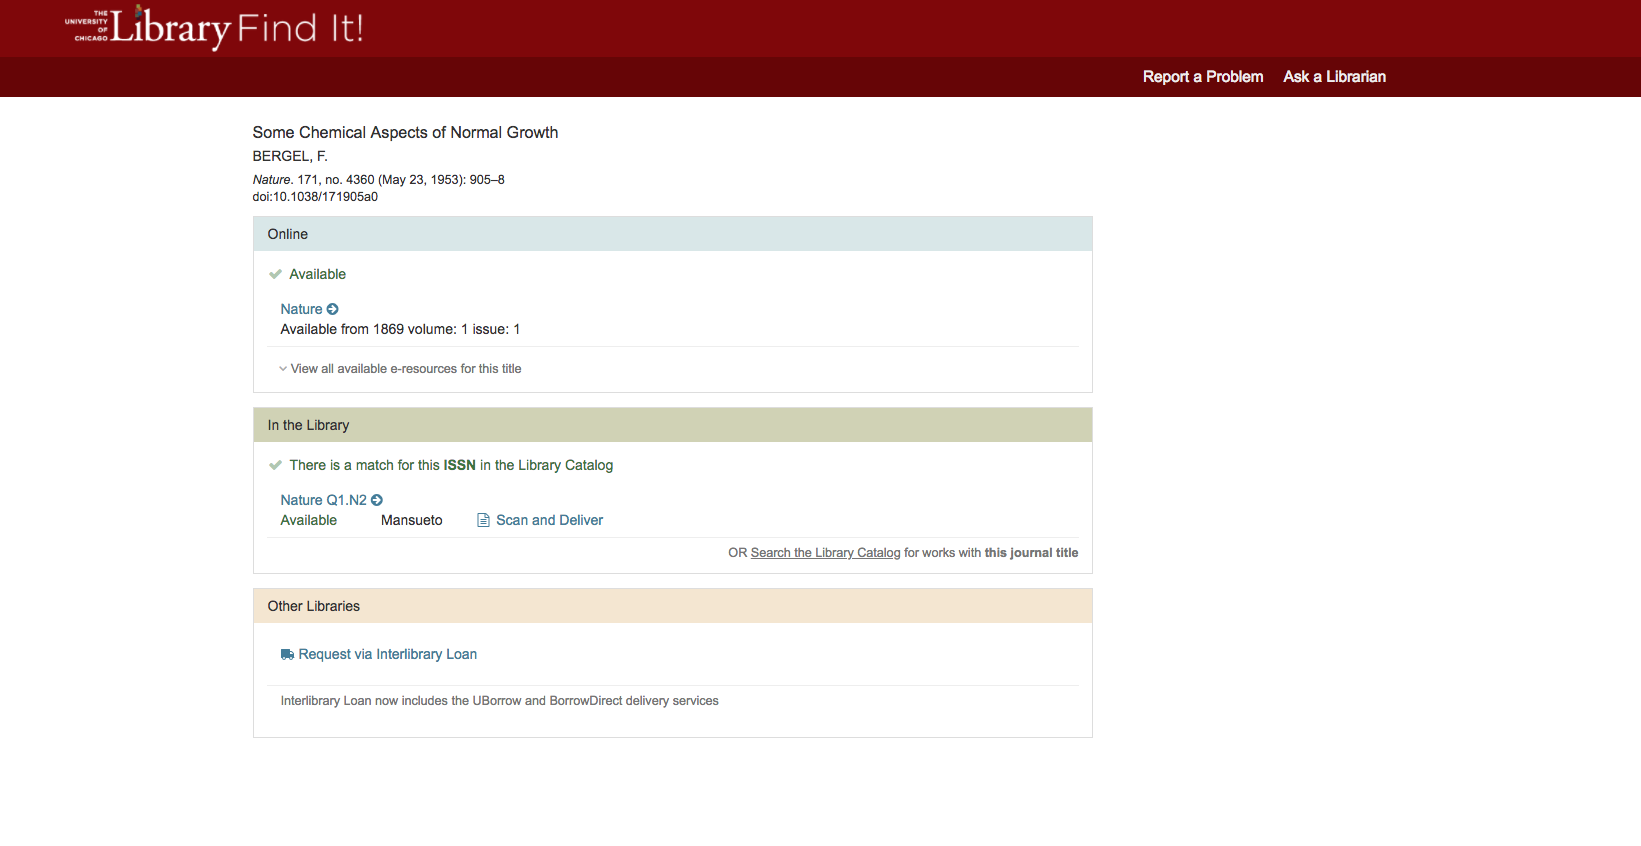 THE
UNIVERSITY
OF
CHICAGO
Library Find It!
Report a Problem Ask a Librarian
Some Chemical Aspects of Normal Growth
BERGEL, F.
Nature. 171, no. 4360 (May 23, 1953): 905–8
doi:10.1038/171905a0
Online
Available
Nature
Available from 1869 volume: 1 issue: 1
View all available e-resources for this title
In the Library
There is a match for this ISSN in the Library Catalog
Nature Q1.N2
Available Mansueto Scan and Deliver
OR Search the Library Catalog for works with this journal title
Other Libraries
Request via Interlibrary Loan
Interlibrary Loan now includes the UBorrow and BorrowDirect delivery services